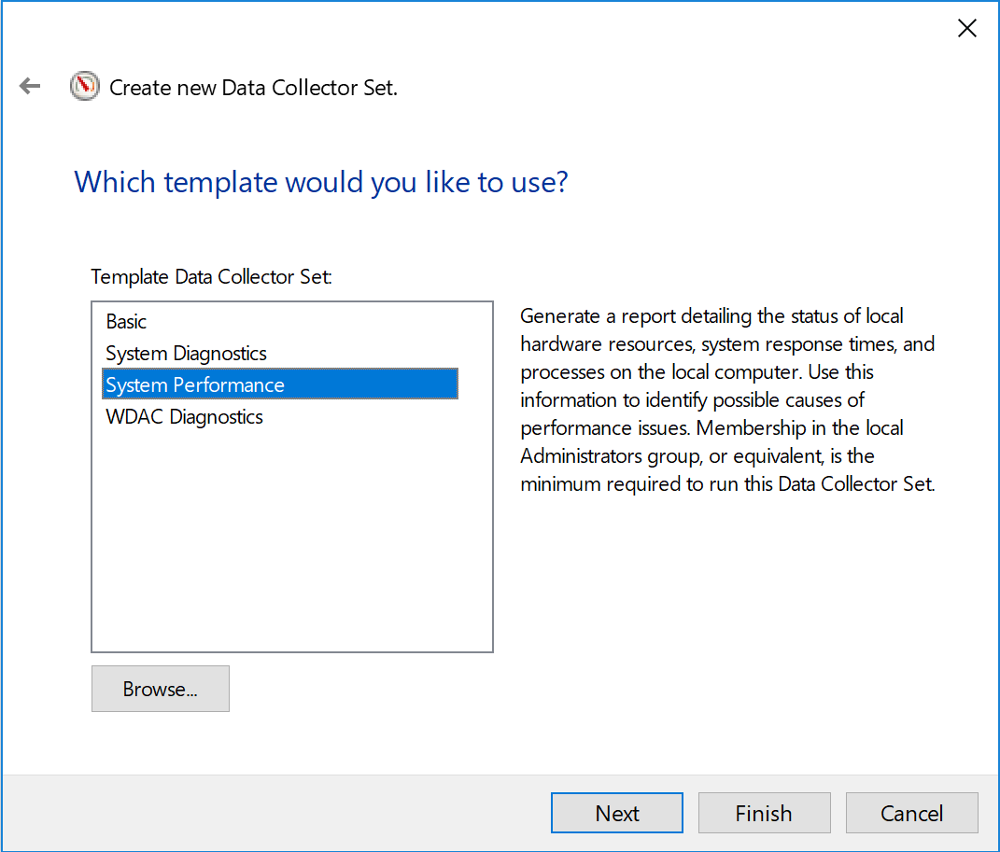 Create new Data Collector Set.
Which template would you like to use?
Template Data Collector Set:
Basic
System Diagnostics
System Performance
WDAC Diagnostics
Generate a report detailing the status of local
hardware resources, system response times, and
processes on the local computer. Use this
information to identify possible causes of
performance issues. Membership in the local
Administrators group, or equivalent, is the
minimum required to run this Data Collector Set.
Browse...
Next
Finish
Cancel